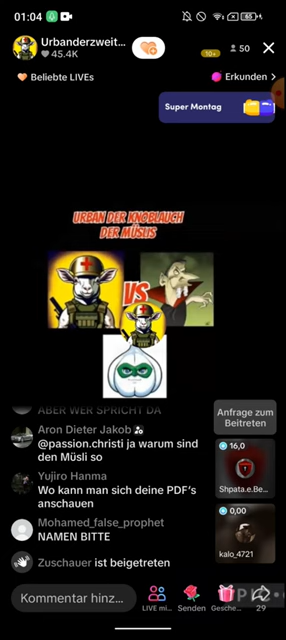 01:04
65
Urbanderzweit...
45.4K
10+
50
Beliebte LIVEs
Erkunden >
Super Montag
URBAN DER KNOBLAUCH
DER MÜSLIS
VS
ABER WER SPRICHT DA
Aron Dieter Jakob
@passion.christi ja warum sind
den Müsli so
Yujiro Hanma
Wo kann man sich deine PDF's
anschauen
Mohamed_false_prophet
NAMEN BITTE
Zuschauer ist beigetreten
Anfrage zum
Beitreten
16,0
Shpata.e.Be...
0,00
kalo_4721
Kommentar hinz...
LIVE mi...
Senden
Gesche...
29